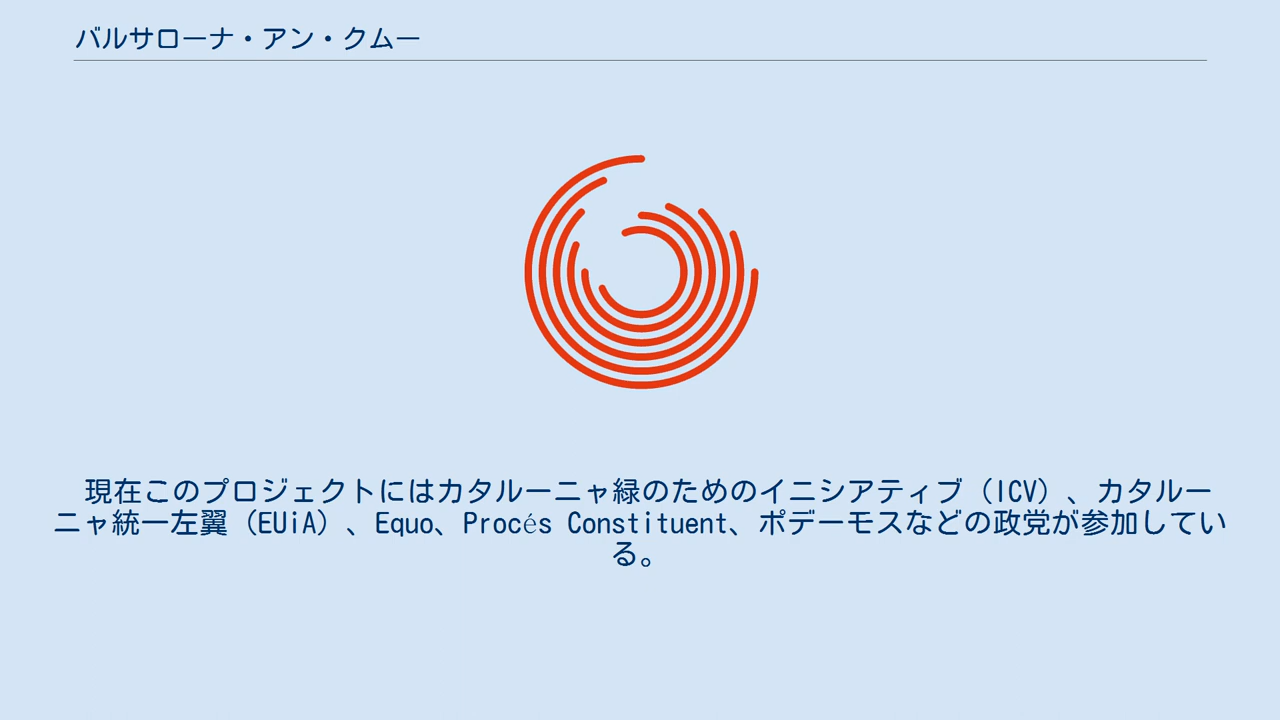 バルサローナ・アン・クムー
現在このプロジェクトにはカタルーニャ緑のためのイニシアティブ（ICV）、カタルー
ニャ統一左翼（EUiA）、Equo、Procés Constituent、ポデーモスなどの政党が参加してい
る。